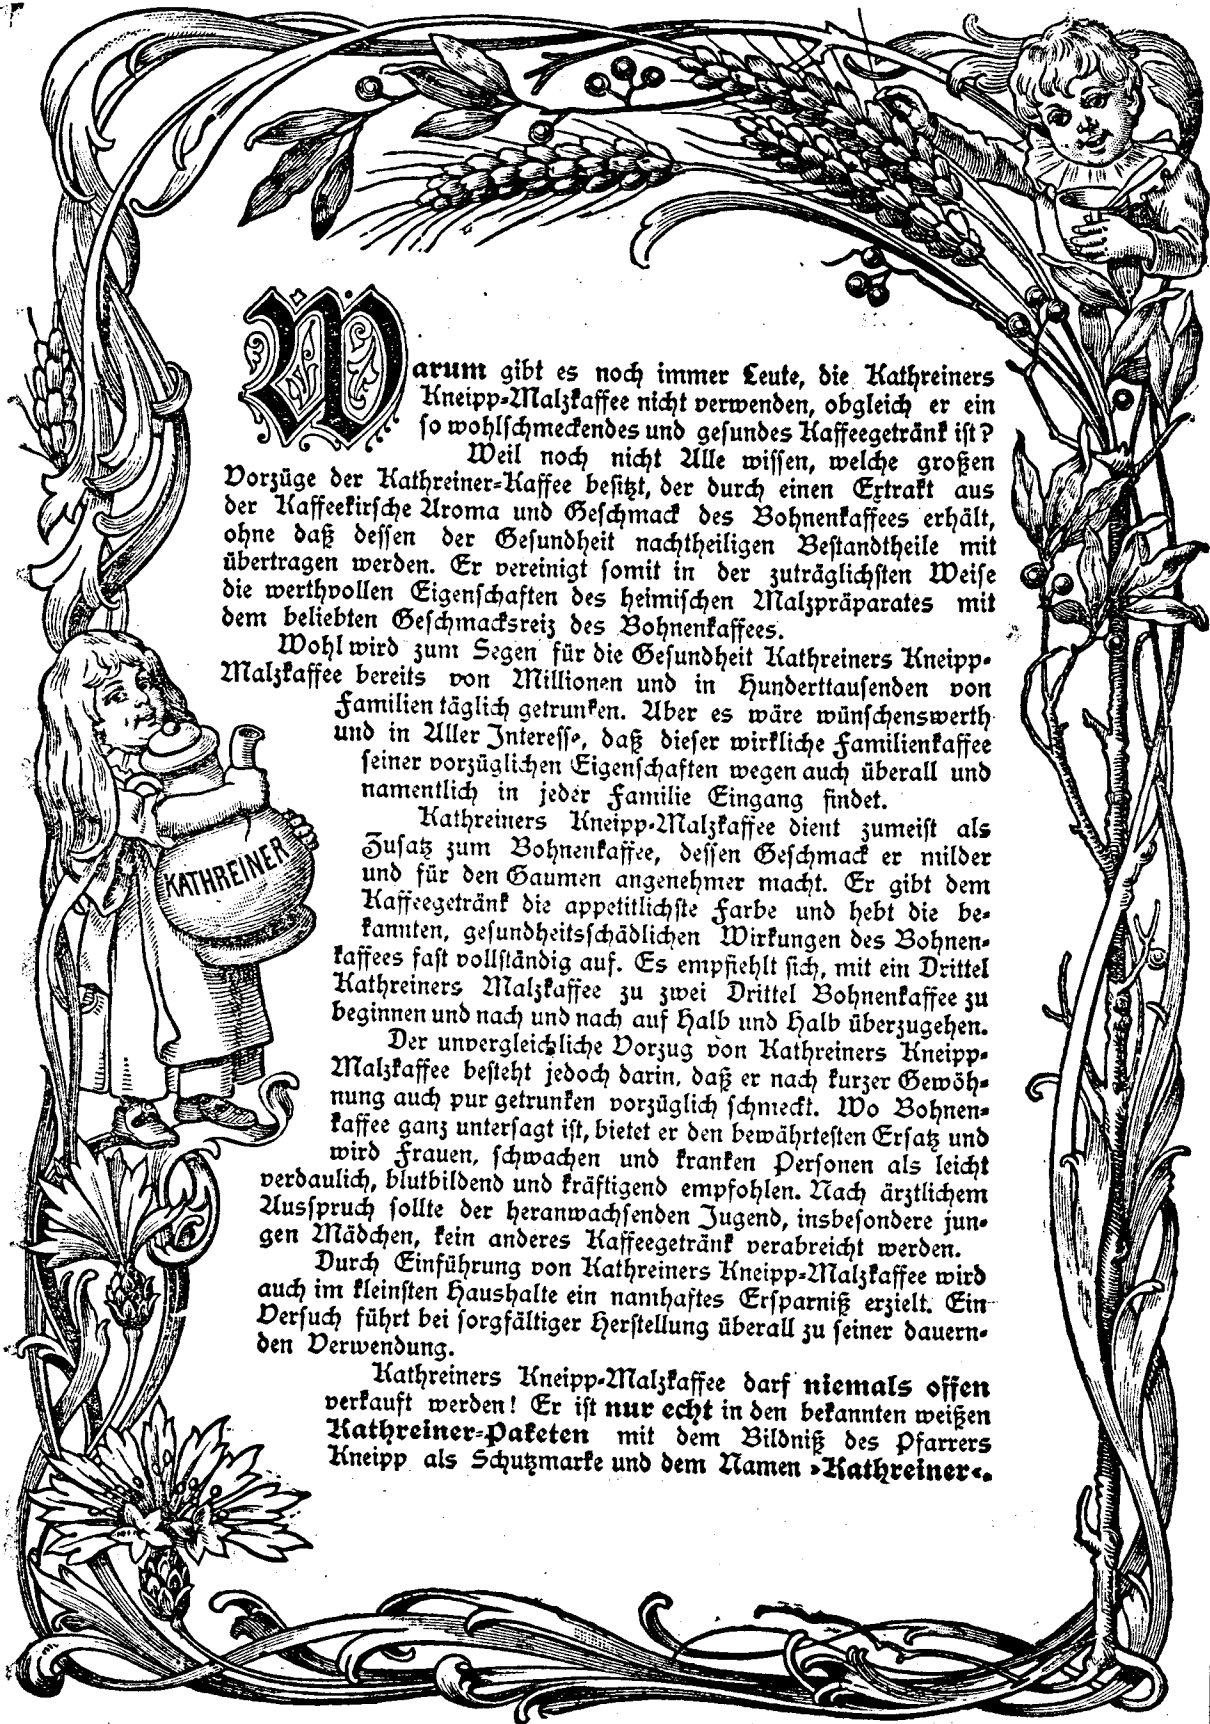 Warum gibt es noch immer Leute, die Kathreiners
Kneipp-Malzkaffee nicht verwenden, obgleich er ein
so wohlschmeckendes und gesundes Kaffeegetränk ist?
Weil noch nicht Alle wissen, welche großen
Vorzüge der Kathreiner-Kaffee besitzt, der durch einen Extrakt aus
der Kaffeekirsche Aroma und Geschmack des Bohnenkaffees erhält,
ohne daß dessen der Gesundheit nachtheiligen Bestandtheile mit
übertragen werden. Er vereinigt somit in der zuträglichsten Weise
die werthvollen Eigenschaften des heimischen Malzpräparates mit
dem beliebten Geschmacksreiz des Bohnenkaffees.
Wohl wird zum Segen für die Gesundheit Kathreiners Kneipp-
Malzkaffee bereits von Millionen und in Hunderttausenden von
Familien täglich getrunken. Aber es wäre wünschenswerth
und in Aller Interesse, daß dieser wirkliche Familienkaffee
seiner vorzüglichen Eigenschaften wegen auch überall und
namentlich in jeder Familie Eingang findet.
Kathreiners Kneipp-Malzkaffee dient zumeist als
Zusatz zum Bohnenkaffee, dessen Geschmack er milder
und für den Gaumen angenehmer macht. Er gibt dem
Kaffeegetränk die appetitlichste Farbe und hebt die be-
kannten, gesundheitsschädlichen Wirkungen des Bohnen-
kaffees fast vollständig auf. Es empfiehlt sich, mit ein Drittel
Kathreiners Malzkaffee zu zwei Drittel Bohnenkaffee zu
beginnen und nach und nach auf Halb und Halb überzugehen.
Der unvergleichliche Vorzug von Kathreiners Kneipp-
Malzkaffee besteht jedoch darin, daß er nach kurzer Gewöh-
nung auch pur getrunken vorzüglich schmeckt. Wo Bohnen-
kaffee ganz untersagt ist, bietet er den bewährtesten Ersatz und
wird Frauen, schwachen und kranken Personen als leicht
verdaulich, blutbildend und kräftigend empfohlen. Nach ärztlichem
Ausspruch sollte der heranwachsenden Jugend, insbesondere jun-
gen Mädchen, kein anderes Kaffeegetränk verabreicht werden.
Durch Einführung von Kathreiners Kneipp-Malzkaffee wird
auch im kleinsten Haushalte ein namhaftes Ersparniß erzielt. Ein
Versuch führt bei sorgfältiger Herstellung überall zu seiner dauern-
den Verwendung.
Kathreiners Kneipp-Malzkaffee darf niemals offen
verkauft werden! Er ist nur echt in den bekannten weißen
Kathreiner-Paketen mit dem Bildniß des Pfarrers
Kneipp als Schutzmarke und dem Namen »Kathreiner«.
KATHREINER